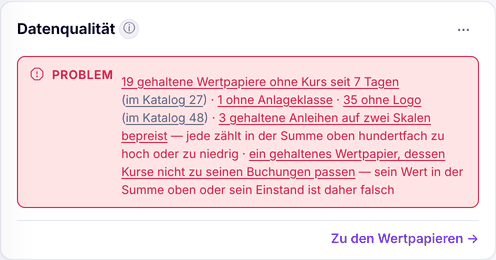 Datenqualität ⓘ ...
PROBLEM 19 gehaltene Wertpapiere ohne Kurs seit 7 Tagen
(im Katalog 27) · 1 ohne Anlageklasse · 35 ohne Logo
(im Katalog 48) · 3 gehaltene Anleihen auf zwei Skalen
bepreist — jede zählt in der Summe oben hundertfach zu
hoch oder zu niedrig · ein gehaltenes Wertpapier, dessen
Kurse nicht zu seinen Buchungen passen — sein Wert in der
Summe oben oder sein Einstand ist daher falsch
Zu den Wertpapieren →